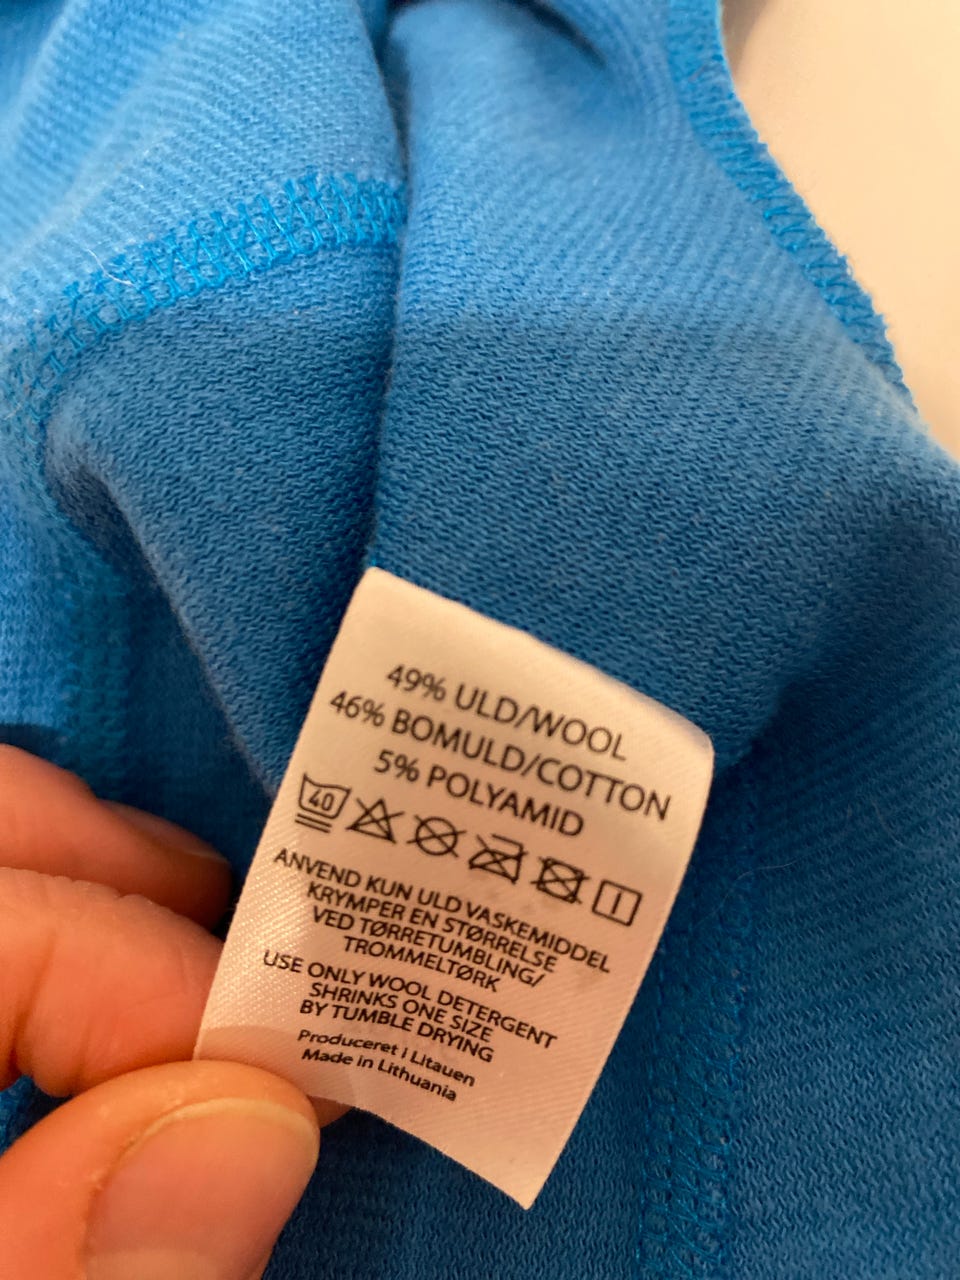 49% ULD/WOOL
46% BOMULD/COTTON
5% POLYAMID
40
ANVEND KUN ULD VASKEMIDDEL
KRYMPER EN STØRRELSE
VED TØRRETUMBLING/
TROMMELTØRK
USE ONLY WOOL DETERGENT
SHRINKS ONE SIZE
BY TUMBLE DRYING
Produceret i Litauen
Made in Lithuania